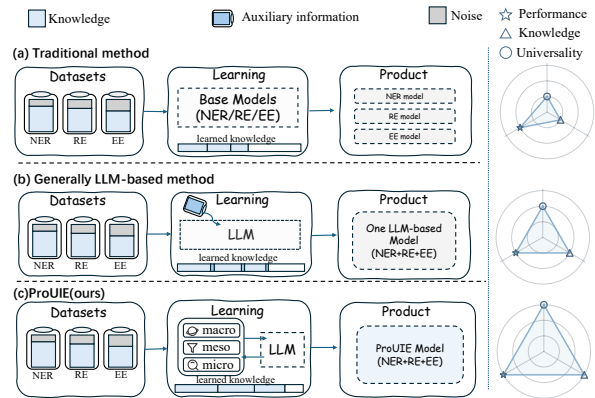 Knowledge
Auxiliary information
Noise
Performance
Knowledge
Universality
(a) Traditional method
Datasets
NER
RE
EE
Learning
Base Models
(NER/RE/EE)
learned knowledge
Product
NER model
RE model
EE model
(b) Generally LLM-based method
Datasets
NER
RE
EE
Learning
LLM
learned knowledge
Product
One LLM-based
Model
(NER+RE+EE)
(c)ProUIE(ours)
Datasets
NER
RE
EE
Learning
macro
meso
micro
LLM
learned knowledge
Product
ProUIE Model
(NER+RE+EE)